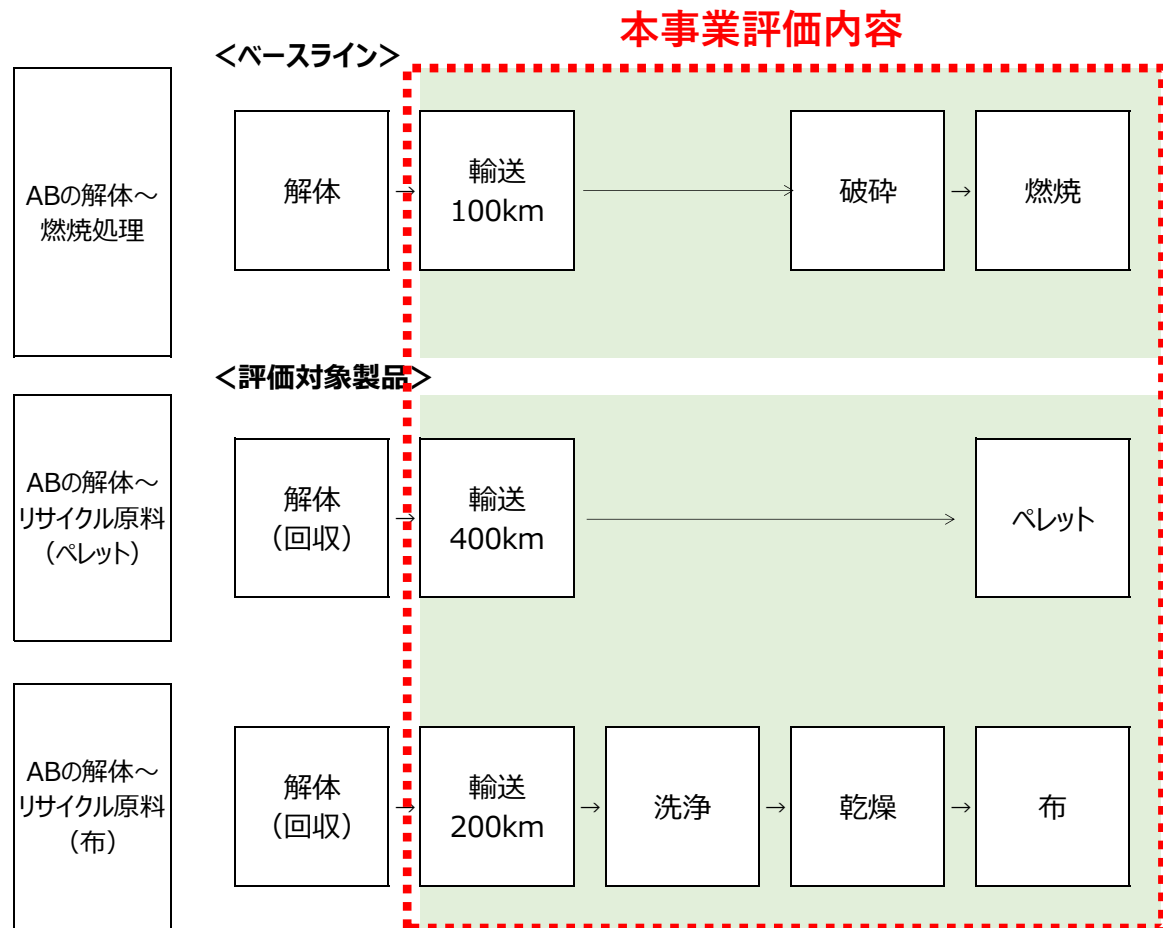 本事業評価内容
＜ベースライン＞
ABの解体～
燃焼処理
解体
→
輸送
100km
破砕
→
燃焼
＜評価対象製品＞
ABの解体～
リサイクル原料
（ペレット）
解体
（回収）
→
輸送
400km
ペレット
ABの解体～
リサイクル原料
（布）
解体
（回収）
→
輸送
200km
→
洗浄
→
乾燥
→
布